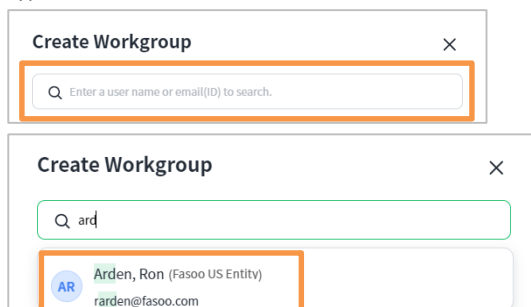 Create Workgroup
Enter a user name or email(ID) to search.
Create Workgroup
ard
AR
Arden, Ron (Fasoo US Entity)
rarden@fasoo.com